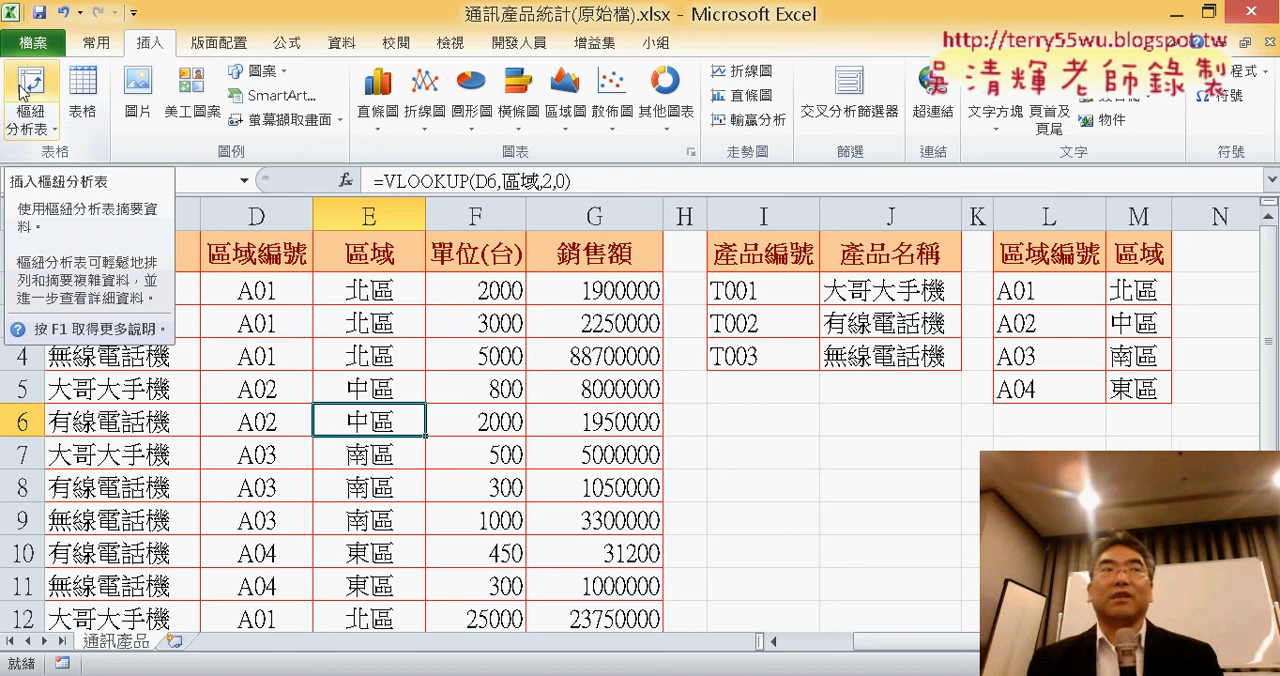 通訊產品統計(原始檔).xlsx - Microsoft Excel
檔案 常用 插入 版面配置 公式 資料 校閱 檢視 開發人員 增益集 小組
http://terry55wu.blogspot.tw
吳清輝老師錄製
樞紐分析表 表格 圖片 美工圖案 圖案 SmartArt... 螢幕擷取畫面 直條圖 折線圖 圓形圖 橫條圖 區域圖 散佈圖 其他圖表 折線圖 直條圖 輸贏分析 交叉分析篩選器 超連結 文字方塊 頁首及頁尾 物件 程式 符號
表格 圖例 圖表 走勢圖 篩選 連結 文字 符號
=VLOOKUP(D6,區域,2,0)
插入樞紐分析表
使用樞紐分析表摘要資料。
樞紐分析表可輕鬆地排列和摘要複雜資料，並進一步查看詳細資料。
按 F1 取得更多說明。
D E F G H I J K L M N
區域編號 區域 單位(台) 銷售額 產品編號 產品名稱 區域編號 區域
A01 北區 2000 1900000 T001 大哥大手機 A01 北區
A01 北區 3000 2250000 T002 有線電話機 A02 中區
4 無線電話機 A01 北區 5000 88700000 T003 無線電話機 A03 南區
5 大哥大手機 A02 中區 800 8000000 A04 東區
6 有線電話機 A02 中區 2000 1950000
7 大哥大手機 A03 南區 500 5000000
8 有線電話機 A03 南區 300 1050000
9 無線電話機 A03 南區 1000 3300000
10 有線電話機 A04 東區 450 31200
11 無線電話機 A04 東區 300 1000000
12 大哥大手機 A01 北區 25000 23750000
通訊產品
就緒